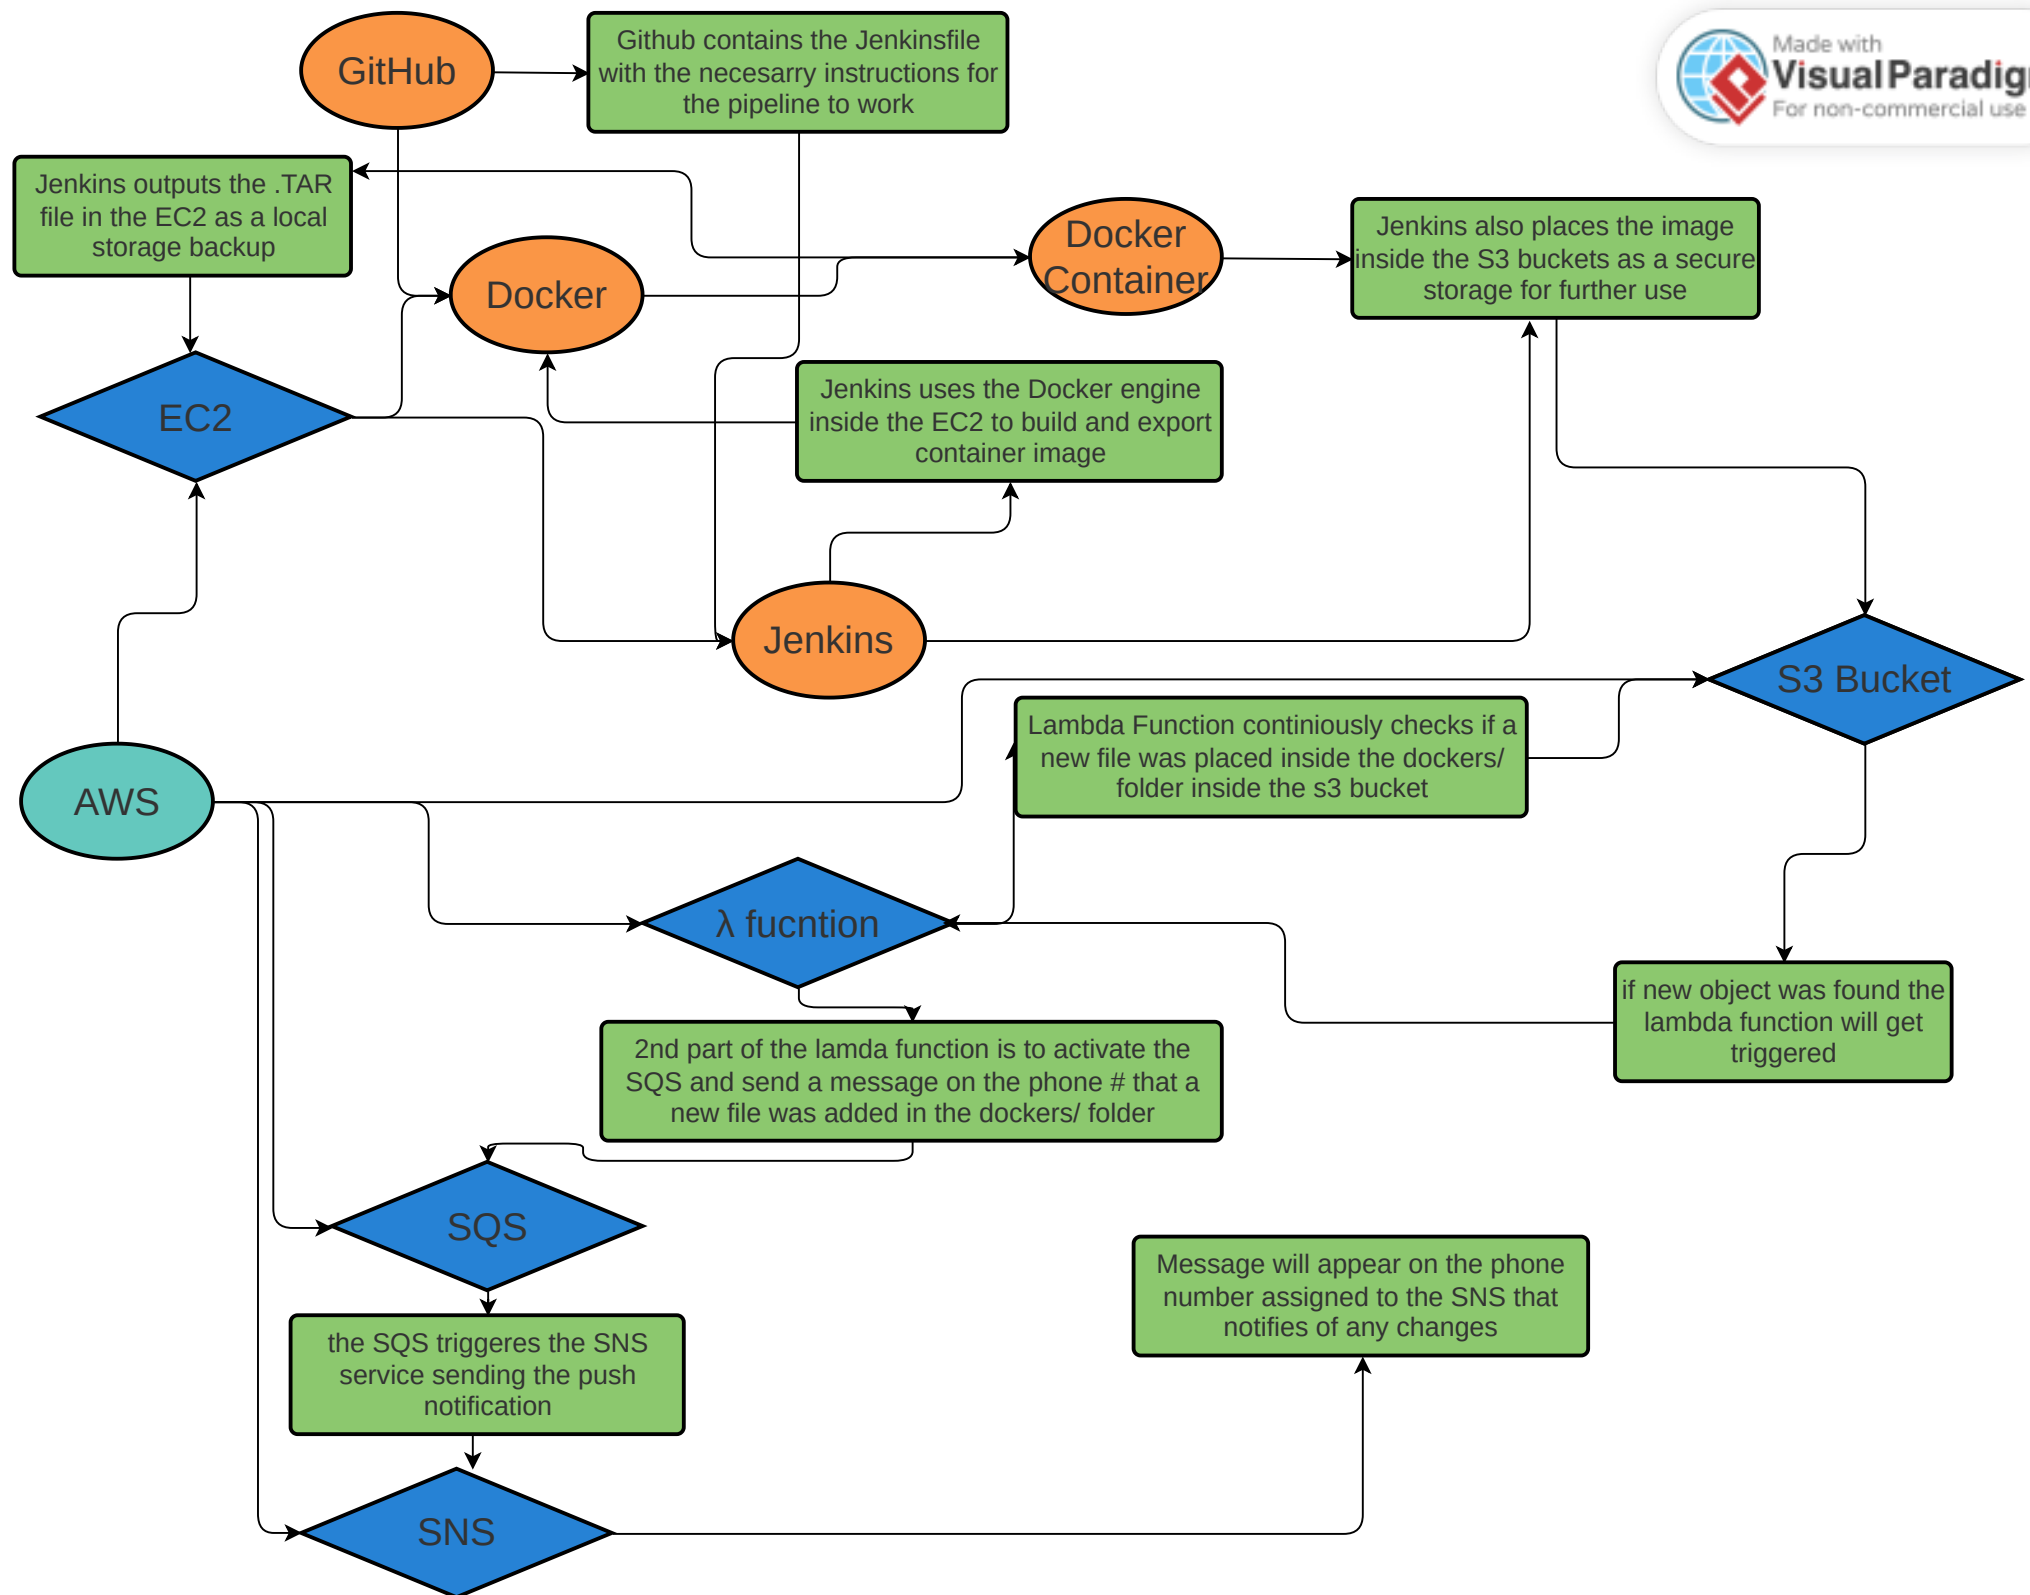 GitHub
Github contains the Jenkinsfile
with the necesarry instructions for
the pipeline to work
Made with
Visual Paradig
For non-commercial use
Jenkins outputs the .TAR
file in the EC2 as a local
storage backup
Docker
Container
Jenkins also places the image
inside the S3 buckets as a secure
storage for further use
Docker
EC2
Jenkins uses the Docker engine
inside the EC2 to build and export
container image
Jenkins
S3 Bucket
Lambda Function continiously checks if a
new file was placed inside the dockers/
folder inside the s3 bucket
AWS
λ fucntion
if new object was found the
lambda function will get
triggered
2nd part of the lamda function is to activate the
SQS and send a message on the phone # that a
new file was added in the dockers/ folder
SQS
Message will appear on the phone
number assigned to the SNS that
notifies of any changes
the SQS triggeres the SNS
service sending the push
notification
SNS